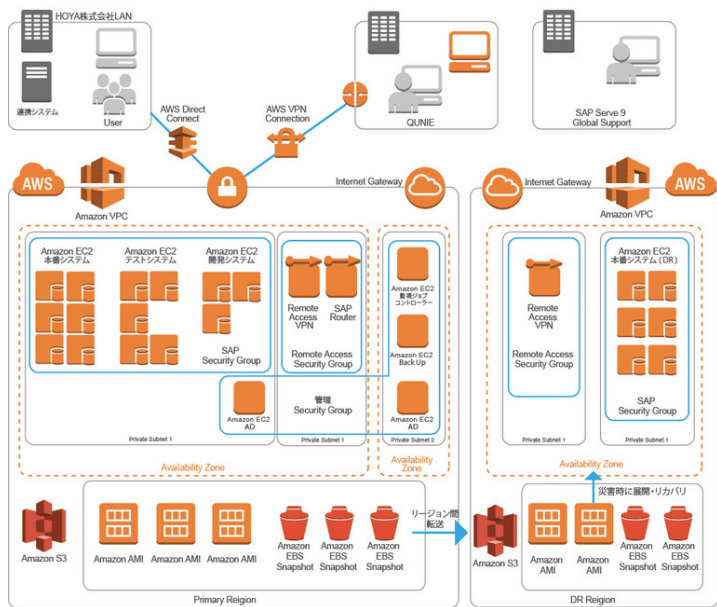 HOYA株式会社LAN
連携システム
User
AWS Direct
Connect
AWS VPN
Connection
QUNIE
SAP Serve 9
Global Support
AWS
Amazon VPC
Internet Gateway
Internet Gateway
Amazon VPC
AWS
Amazon EC2
本番システム
Amazon EC2
テストシステム
Amazon EC2
開発システム
SAP
Security Group
Remote
Access
VPN
SAP
Router
Remote Access
Security Group
Amazon EC2
監視ジョブ
コントローラー
Amazon EC2
Back Up
Amazon EC2
AD
管理
Security Group
Amazon EC2
AD
Private Subnet 1
Private Subnet 1
Private Subnet 2
Availability Zone
Availability
Zone
Remote
Access
VPN
Remote Access
Security Group
Amazon EC2
本番システム(DR)
SAP
Security Group
Private Subnet 1
Private Subnet 1
Availability Zone
災害時に展開・リカバリ
Amazon S3
Amazon AMI
Amazon AMI
Amazon AMI
Amazon
EBS
Snapshot
Amazon
EBS
Snapshot
Amazon
EBS
Snapshot
リージョン間
転送
Amazon S3
Amazon
AMI
Amazon
AMI
Amazon
EBS
Snapshot
Amazon
EBS
Snapshot
Primary Reigion
DR Reigion